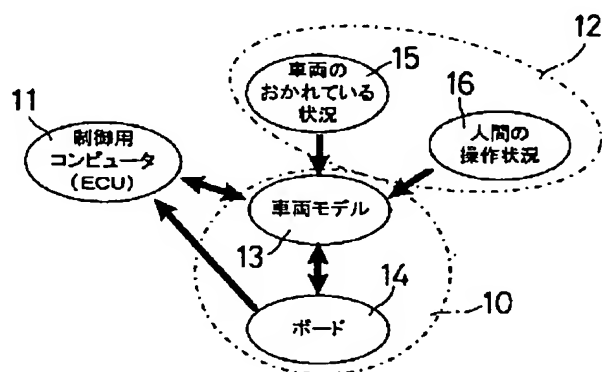 12
15
車両の
おかれている
状況
11
16
制御用
コンピュータ
(ECU)
人間の
操作状況
車両モデル
13
14
10
ボード